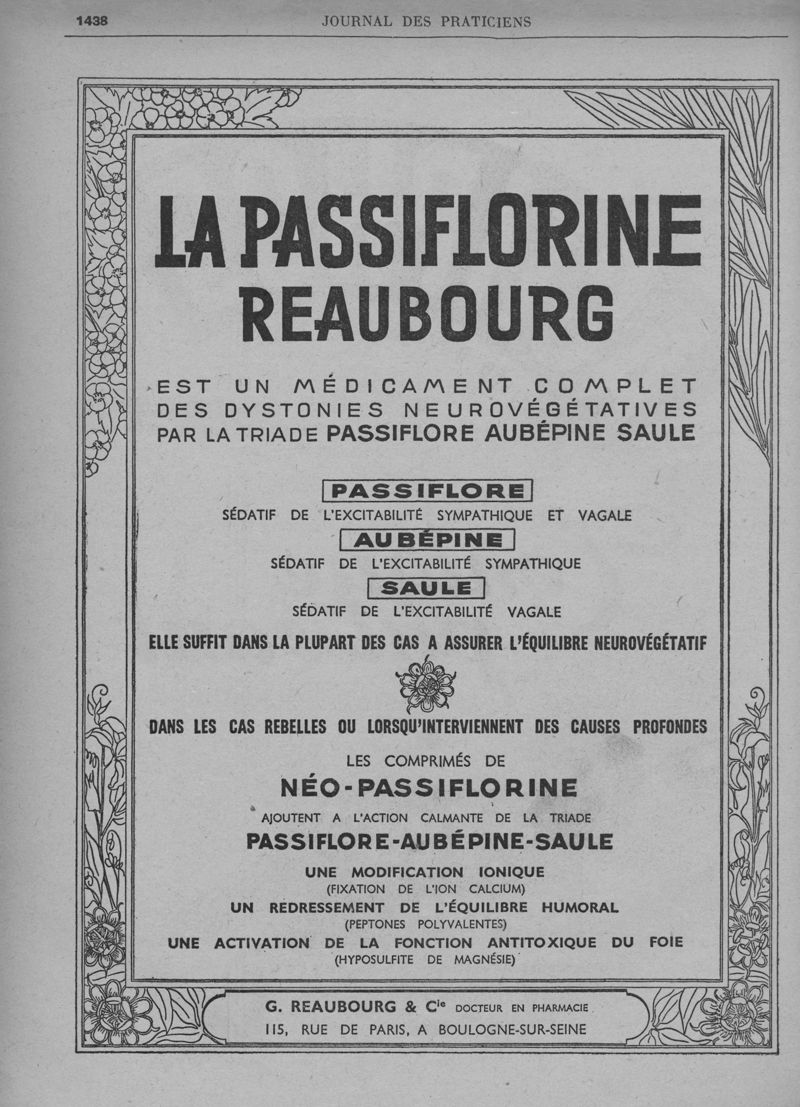 1438
JOURNAL DES PRATICIENS
LA PASSIFLORINE
REAUBOURG
EST UN MÉDICAMENT COMPLET
DES DYSTONIES NEUROVÉGÉTATIVES
PAR LA TRIADE PASSIFLORE AUBÉPINE SAULE
PASSIFLORE
SÉDATIF DE L'EXCITABILITÉ SYMPATHIQUE ET VAGALE
AUBÉPINE
SÉDATIF DE L'EXCITABILITÉ SYMPATHIQUE
SAULE
SÉDATIF DE L'EXCITABILITÉ VAGALE
ELLE SUFFIT DANS LA PLUPART DES CAS A ASSURER L'ÉQUILIBRE NEUROVÉGÉTATIF
DANS LES CAS REBELLES OU LORSQU'INTERVIENNENT DES CAUSES PROFONDES
LES COMPRIMÉS DE
NÉO-PASSIFLORINE
AJOUTENT A L'ACTION CALMANTE DE LA TRIADE
PASSIFLORE-AUBÉPINE-SAULE
UNE MODIFICATION IONIQUE
(FIXATION DE L'ION CALCIUM)
UN REDRESSEMENT DE L'ÉQUILIBRE HUMORAL
(PEPTONES POLYVALENTES)
UNE ACTIVATION DE LA FONCTION ANTITOXIQUE DU FOIE
(HYPOSULFITE DE MAGNÉSIE)
G. REAUBOURG & Cie DOCTEUR EN PHARMACIE
115, RUE DE PARIS, A BOULOGNE-SUR-SEINE